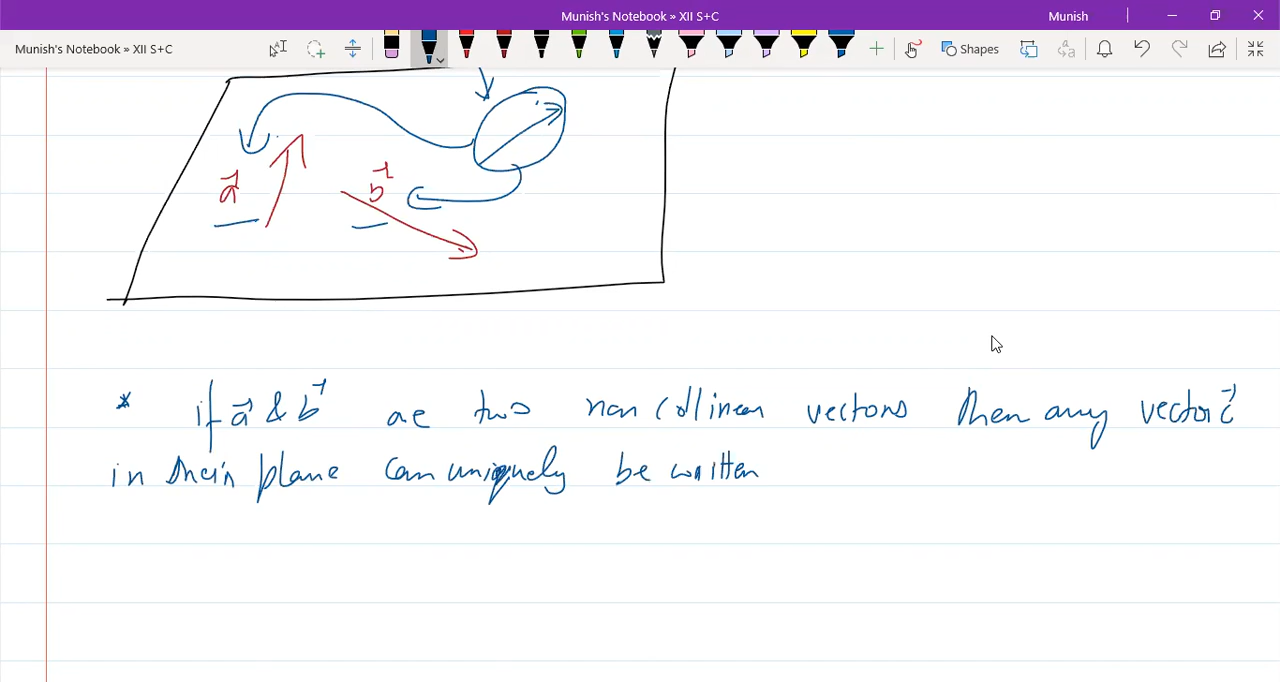 Munish's Notebook » XII S+C
Munish
Munish's Notebook » XII S+C
Shapes
a⃗ b⃗
* if a⃗ & b⃗ are two non collinear vectors then any vector c⃗
in their plane can uniquely be written